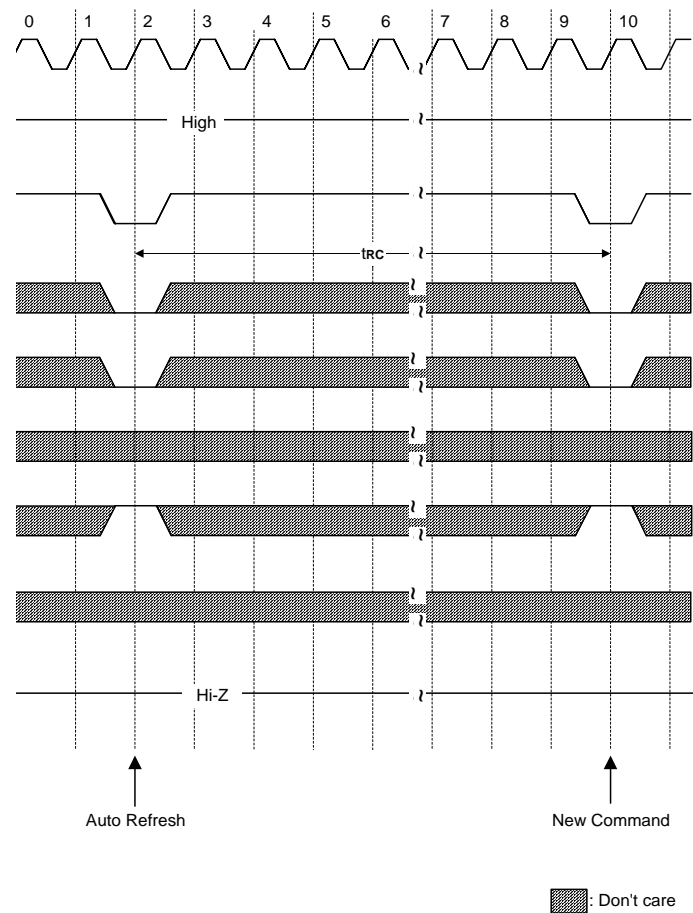 0 1 2 3 4 5 6 7 8 9 10
High
tRC
Hi-Z
Auto Refresh
New Command
: Don't care